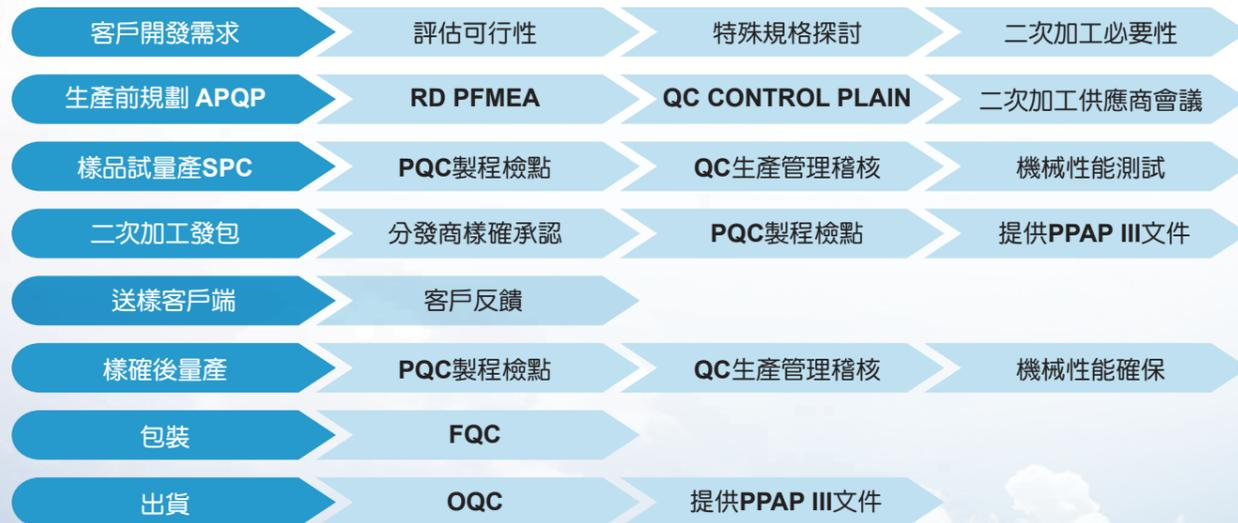 客戶開發需求 評估可行性 特殊規格探討 二次加工必要性
生產前規劃 APQP RD PFMEA QC CONTROL PLAIN 二次加工供應商會議
樣品試量產SPC PQC製程檢點 QC生產管理稽核 機械性能測試
二次加工發包 分發商樣確承認 PQC製程檢點 提供PPAP III文件
送樣客戶端 客戶反饋
樣確後量產 PQC製程檢點 QC生產管理稽核 機械性能確保
包裝 FQC
出貨 OQC 提供PPAP III文件